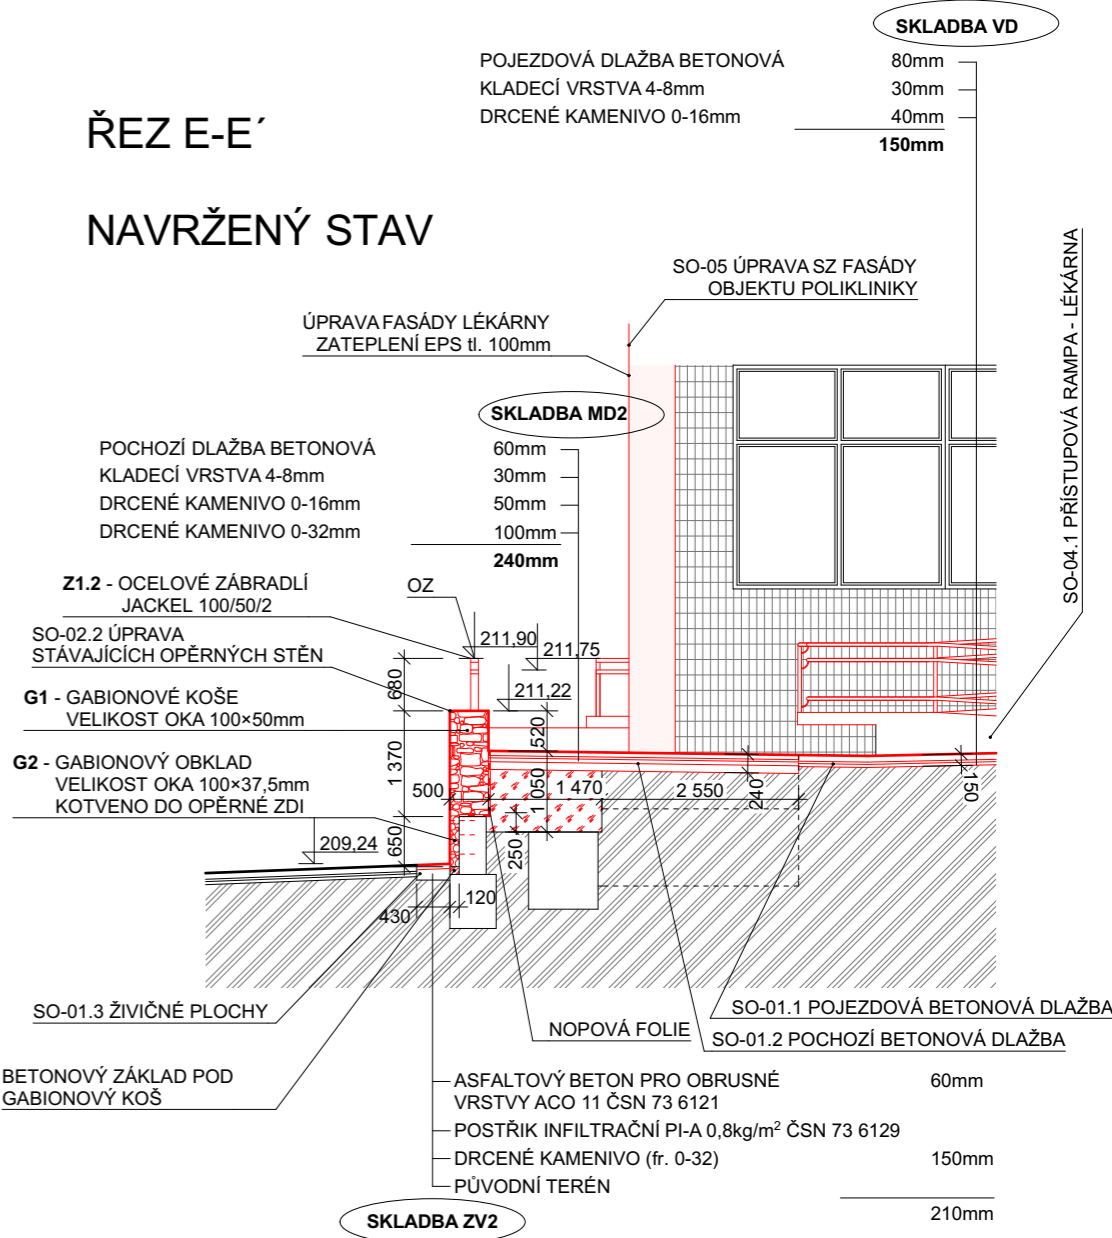 SKLADBA VD
POJEZDOVÁ DLAŽBA BETONOVÁ 80mm
KLADECÍ VRSTVA 4-8mm 30mm
DRCENÉ KAMENIVO 0-16mm 40mm
150mm
ŘEZ E-E´
NAVRŽENÝ STAV
SO-05 ÚPRAVA SZ FASÁDY
OBJEKTU POLIKLINIKY
ÚPRAVA FASÁDY LÉKÁRNY
ZATEPLENÍ EPS tl. 100mm
SO-04.1 PŘÍSTUPOVÁ RAMPA - LÉKÁRNA
SKLADBA MD2
POCHOZÍ DLAŽBA BETONOVÁ 60mm
KLADECÍ VRSTVA 4-8mm 30mm
DRCENÉ KAMENIVO 0-16mm 50mm
DRCENÉ KAMENIVO 0-32mm 100mm
240mm
Z1.2 - OCELOVÉ ZÁBRADLÍ
JACKEL 100/50/2
OZ
SO-02.2 ÚPRAVA
STÁVAJÍCÍCH OPĚRNÝCH STĚN
211,90
211,75
680
211,22
G1 - GABIONOVÉ KOŠE
VELIKOST OKA 100×50mm
520
1 370
G2 - GABIONOVÝ OBKLAD
VELIKOST OKA 100×37,5mm
KOTVENO DO OPĚRNÉ ZDI
500
1 050
1 470
2 550
240
150
209,24
650
250
120
430
SO-01.3 ŽIVIČNÉ PLOCHY
NOPOVÁ FOLIE
SO-01.1 POJEZDOVÁ BETONOVÁ DLAŽBA
SO-01.2 POCHOZÍ BETONOVÁ DLAŽBA
BETONOVÝ ZÁKLAD POD
GABIONOVÝ KOŠ
ASFALTOVÝ BETON PRO OBRUSNÉ 60mm
VRSTVY ACO 11 ČSN 73 6121
POSTŘIK INFILTRAČNÍ PI-A 0,8kg/m² ČSN 73 6129
DRCENÉ KAMENIVO (fr. 0-32) 150mm
PŮVODNÍ TERÉN
210mm
SKLADBA ZV2